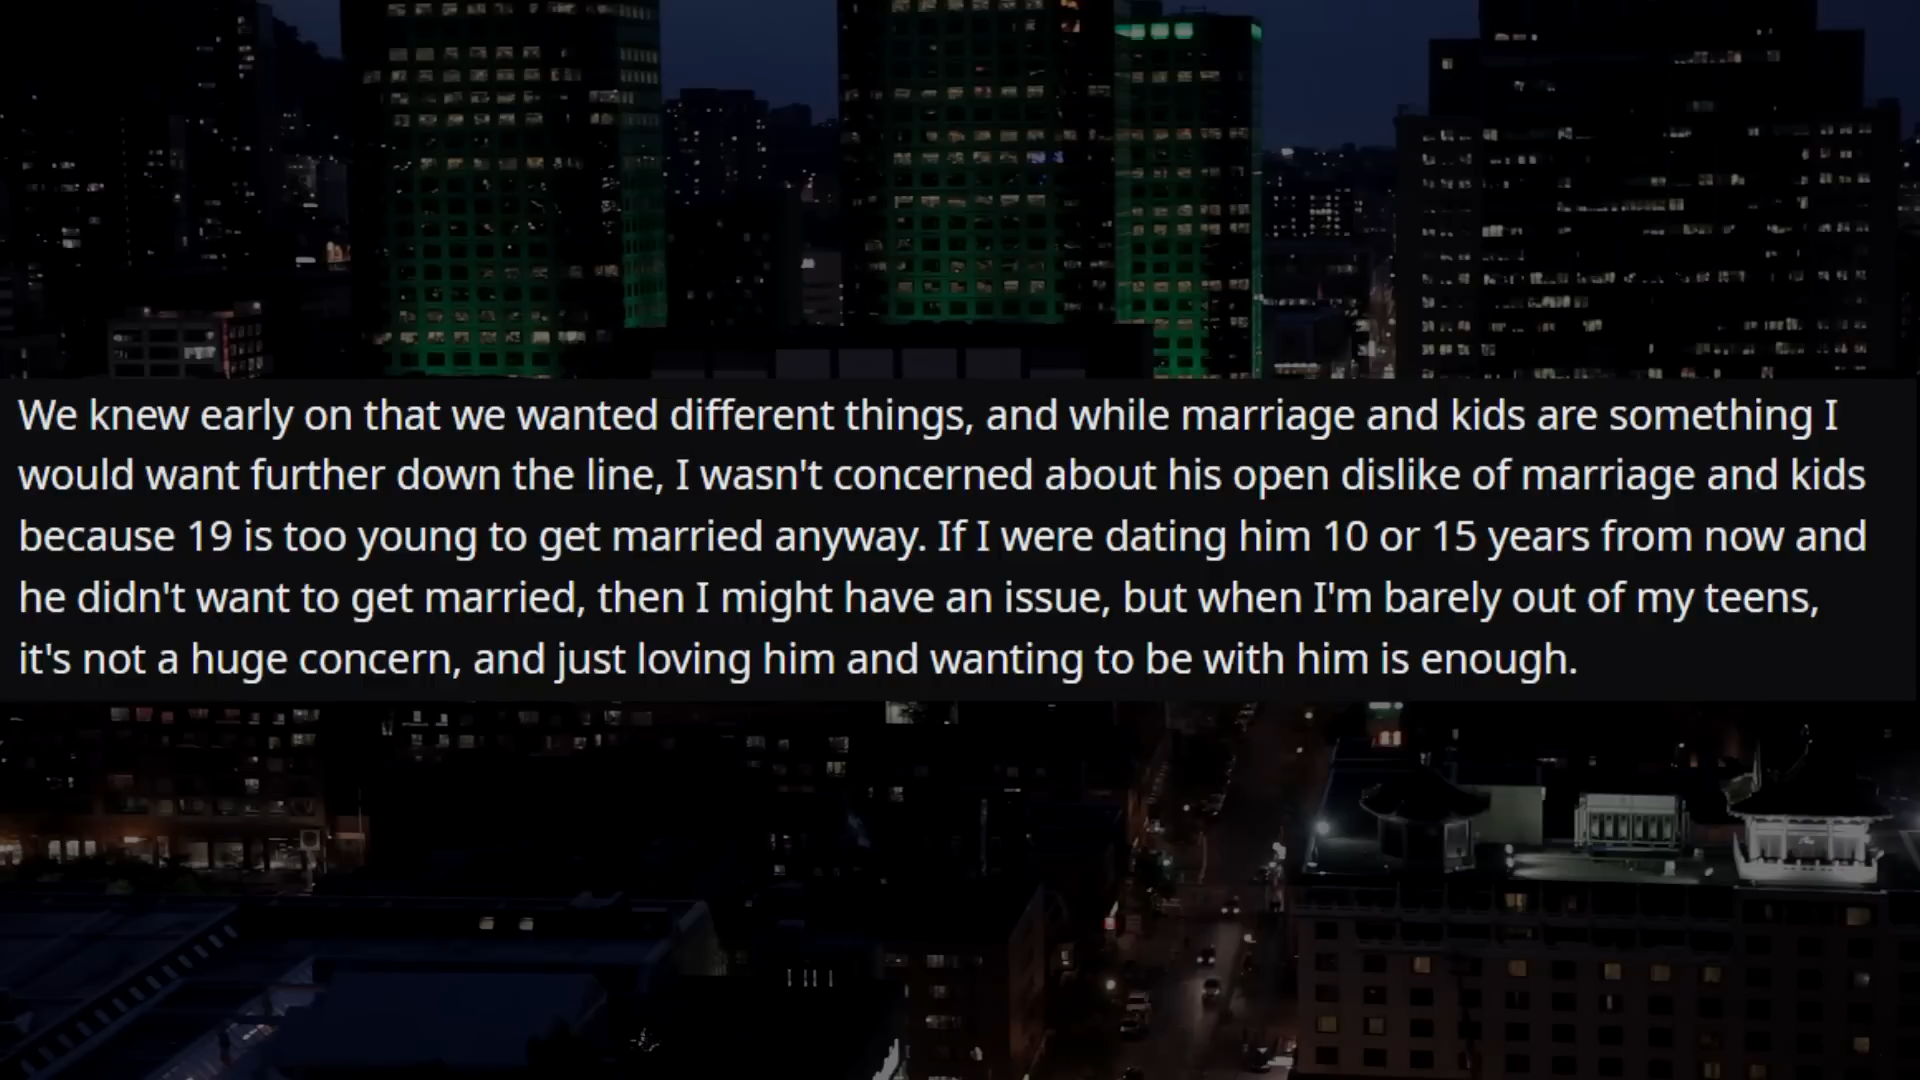 We knew early on that we wanted different things, and while marriage and kids are something I
would want further down the line, I wasn't concerned about his open dislike of marriage and kids
because 19 is too young to get married anyway. If I were dating him 10 or 15 years from now and
he didn't want to get married, then I might have an issue, but when I'm barely out of my teens,
it's not a huge concern, and just loving him and wanting to be with him is enough.